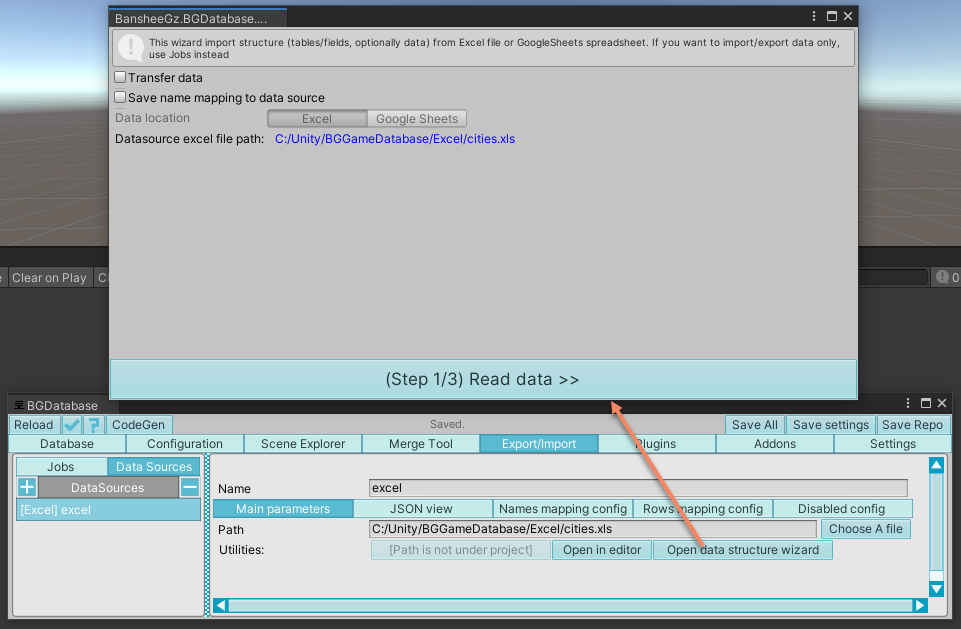 BansheeGz.BGDatabase....
This wizard import structure (tables/fields, optionally data) from Excel file or GoogleSheets spreadsheet. If you want to import/export data only,
use Jobs instead
Transfer data
Save name mapping to data source
Data location Excel Google Sheets
Datasource excel file path: C:/Unity/BGGameDatabase/Excel/cities.xls
Clear on Play
0
(Step 1/3) Read data >>
BGDatabase
Reload ? CodeGen Saved. Save All Save settings Save Repo
Database Configuration Scene Explorer Merge Tool Export/Import Plugins Addons Settings
Jobs Data Sources
DataSources
[Excel] excel
Name excel
Main parameters JSON view Names mapping config Rows mapping config Disabled config
Path C:/Unity/BGGameDatabase/Excel/cities.xls Choose A file
Utilities: [Path is not under project] Open in editor Open data structure wizard